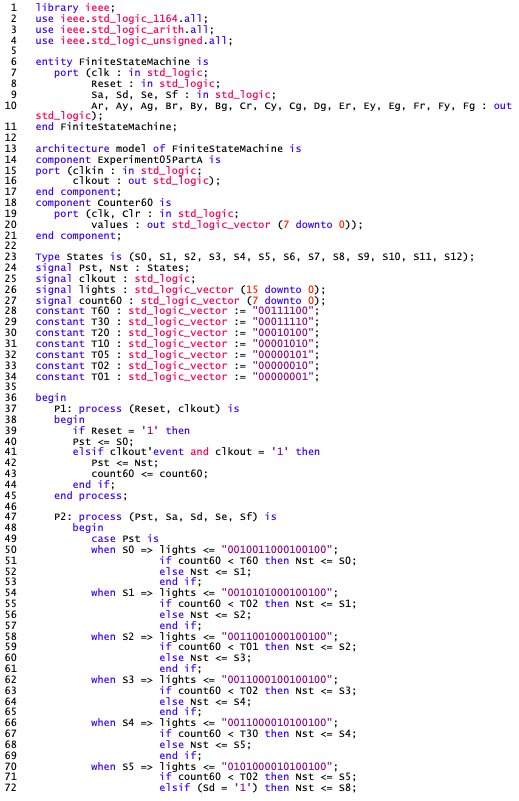 1 library ieee;
2 use ieee.std_logic_1164.all;
3 use ieee.std_logic_arith.all;
4 use ieee.std_logic_unsigned.all;
5
6 entity FiniteStateMachine is
7 port (clk : in std_logic;
8 Reset : in std_logic;
9 Sa, Sd, Se, Sf : in std_logic;
10 Ar, Ay, Ag, Br, By, Bg, Cr, Cy, Cg, Dg, Er, Ey, Eg, Fr, Fy, Fg : out
std_logic);
11 end FiniteStateMachine;
12
13 architecture model of FiniteStateMachine is
14 component Experiment05PartA is
15 port (clkin : in std_logic;
16 clkout : out std_logic);
17 end component;
18 component Counter60 is
19 port (clk, Clr : in std_logic;
20 values : out std_logic_vector (7 downto 0));
21 end component;
22
23 Type States is (S0, S1, S2, S3, S4, S5, S6, S7, S8, S9, S10, S11, S12);
24 signal Pst, Nst : States;
25 signal clkout : std_logic;
26 signal lights : std_logic_vector (15 downto 0);
27 signal count60 : std_logic_vector (7 downto 0);
28 constant T60 : std_logic_vector := "00111100";
29 constant T30 : std_logic_vector := "00011110";
30 constant T20 : std_logic_vector := "00010100";
31 constant T10 : std_logic_vector := "00001010";
32 constant T05 : std_logic_vector := "00000101";
33 constant T02 : std_logic_vector := "00000010";
34 constant T01 : std_logic_vector := "00000001";
35
36 begin
37 P1: process (Reset, clkout) is
38 begin
39 if Reset = '1' then
40 Pst <= S0;
41 elsif clkout'event and clkout = '1' then
42 Pst <= Nst;
43 count60 <= count60;
44 end if;
45 end process;
46
47 P2: process (Pst, Sa, Sd, Se, Sf) is
48 begin
49 case Pst is
50 when S0 => lights <= "0010011000100100";
51 if count60 < T60 then Nst <= S0;
52 else Nst <= S1;
53 end if;
54 when S1 => lights <= "0010101000100100";
55 if count60 < T02 then Nst <= S1;
56 else Nst <= S2;
57 end if;
58 when S2 => lights <= "0011001000100100";
59 if count60 < T01 then Nst <= S2;
60 else Nst <= S3;
61 end if;
62 when S3 => lights <= "0011000100100100";
63 if count60 < T02 then Nst <= S3;
64 else Nst <= S4;
65 end if;
66 when S4 => lights <= "0011000010100100";
67 if count60 < T30 then Nst <= S4;
68 else Nst <= S5;
69 end if;
70 when S5 => lights <= "0101000010100100";
71 if count60 < T02 then Nst <= S5;
72 elsif (Sd = '1') then Nst <= S8;